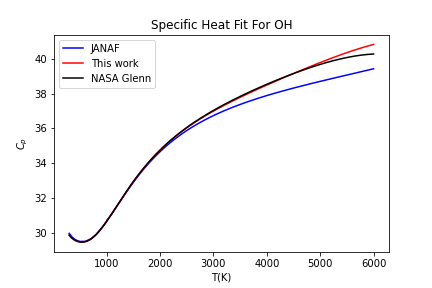 Specific Heat Fit For OH
JANAF
This work
NASA Glenn
40
38
36
34
32
30
C_p
1000 2000 3000 4000 5000 6000
T(K)